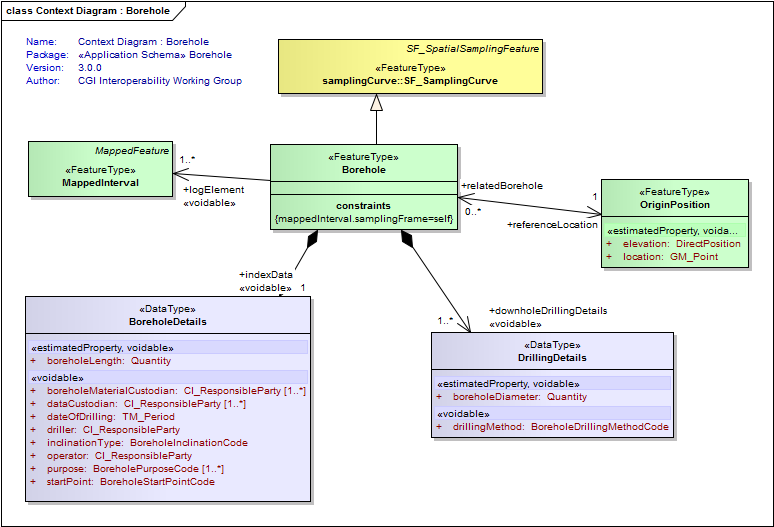 class Context Diagram : Borehole
Name: Context Diagram : Borehole
Package: «Application Schema» Borehole
Version: 3.0.0
Author: CGI Interoperability Working Group
SF_SpatialSamplingFeature
«FeatureType»
samplingCurve::SF_SamplingCurve
MappedFeature
«FeatureType»
MappedInterval
1..*
+logElement
«voidable»
«FeatureType»
Borehole
constraints
{mappedInterval.samplingFrame=self}
+relatedBorehole
0..*
1
+referenceLocation
«FeatureType»
OriginPosition
«estimatedProperty, voida...
+ elevation: DirectPosition
+ location: GM_Point
+indexData
«voidable» 1
«DataType»
BoreholeDetails
«estimatedProperty, voidable»
+ boreholeLength: Quantity
«voidable»
+ boreholeMaterialCustodian: CI_ResponsibleParty [1..*]
+ dataCustodian: CI_ResponsibleParty [1..*]
+ dateOfDrilling: TM_Period
+ driller: CI_ResponsibleParty
+ inclinationType: BoreholeInclinationCode
+ operator: CI_ResponsibleParty
+ purpose: BoreholePurposeCode [1..*]
+ startPoint: BoreholeStartPointCode
+downholeDrillingDetails
1..* «voidable»
«DataType»
DrillingDetails
«estimatedProperty, voidable»
+ boreholeDiameter: Quantity
«voidable»
+ drillingMethod: BoreholeDrillingMethodCode